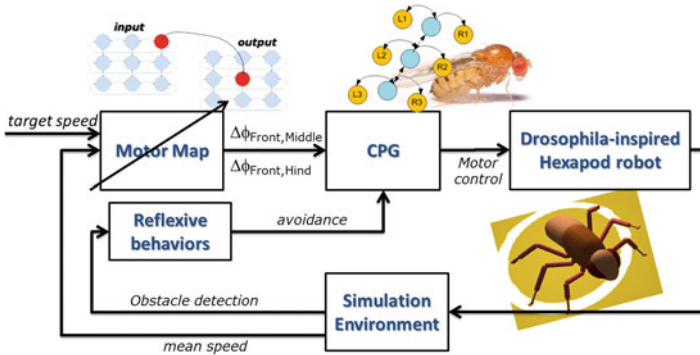 input
output
L1
R1
L2
R2
L3
R3
target speed
Motor Map
ΔϕFront,Middle
ΔϕFront,Hind
CPG
Motor
control
Drosophila-inspired
Hexapod robot
Reflexive
behaviors
avoidance
Obstacle detection
mean speed
Simulation
Environment